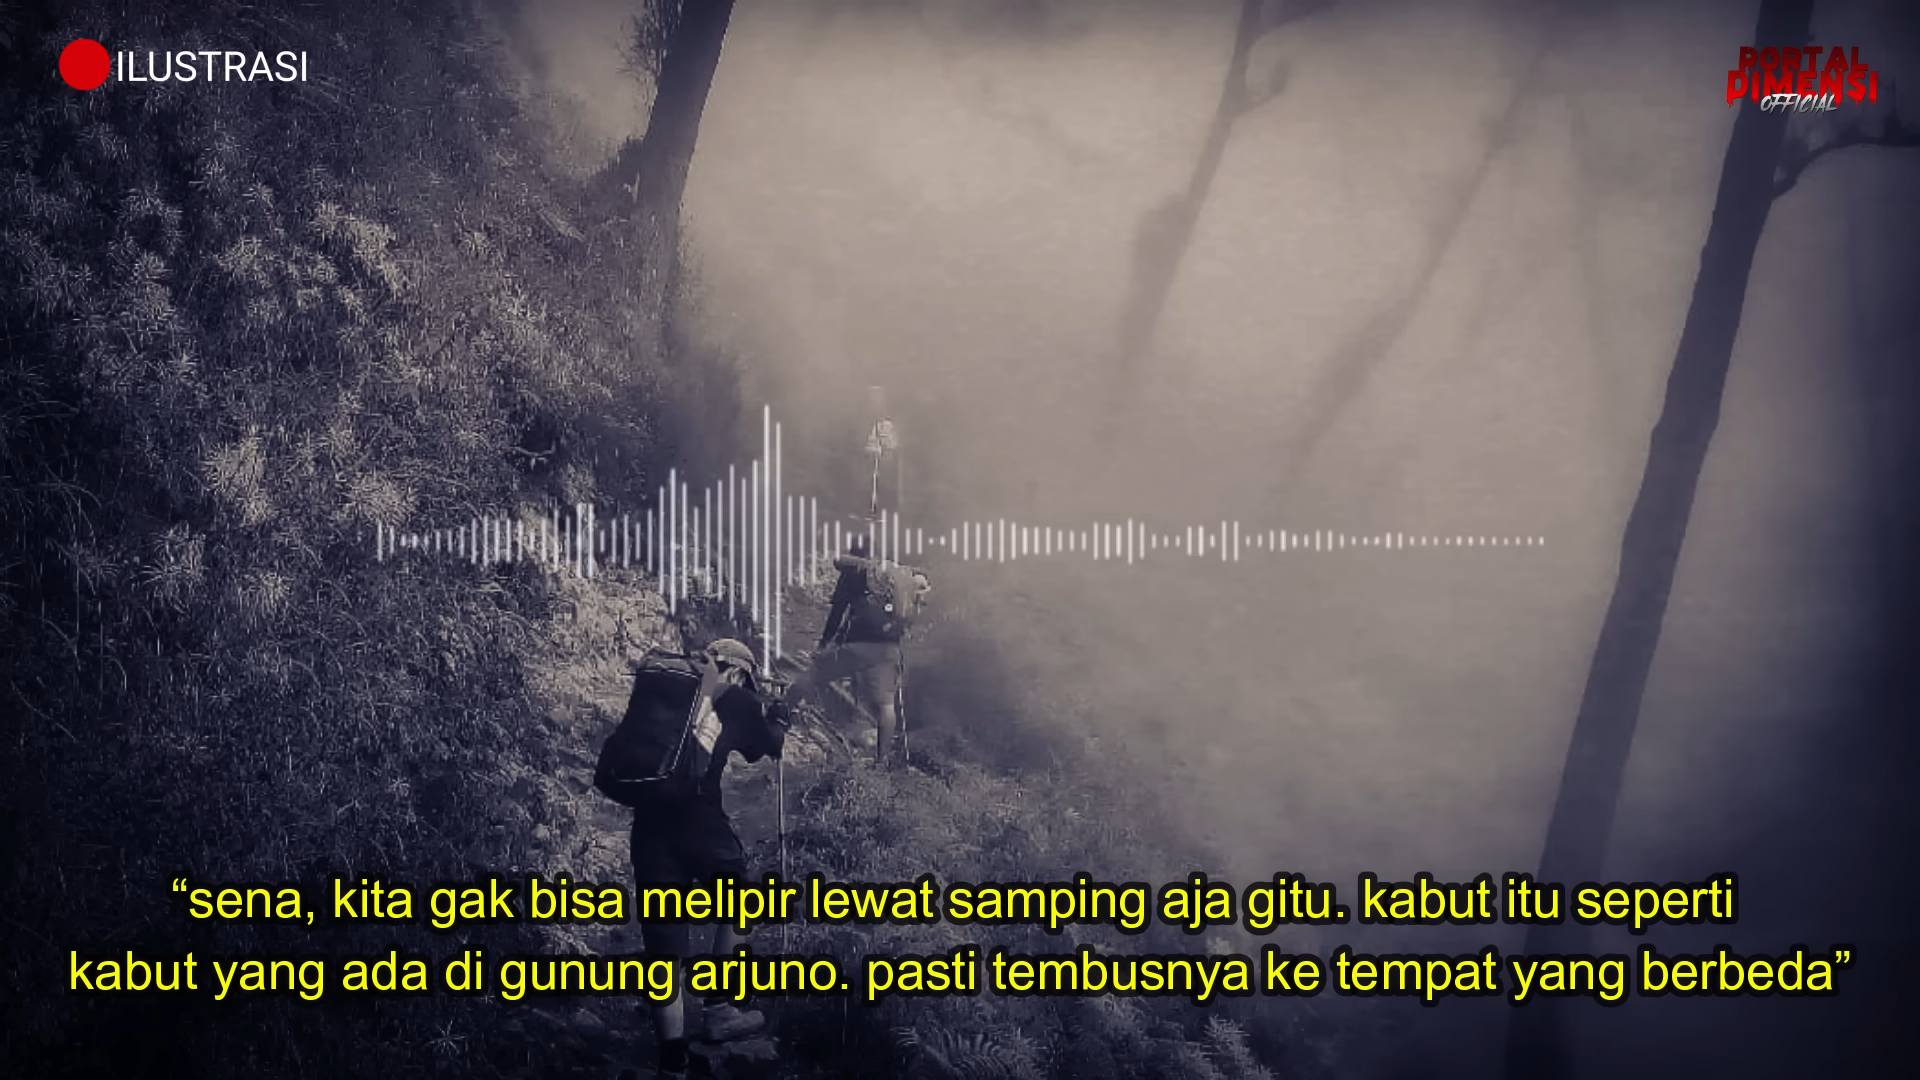 ILUSTRASI
PORTAL
DIMENSI
OFFICIAL
“sena, kita gak bisa melipir lewat samping aja gitu. kabut itu seperti
kabut yang ada di gunung arjuno. pasti tembusnya ke tempat yang berbeda”